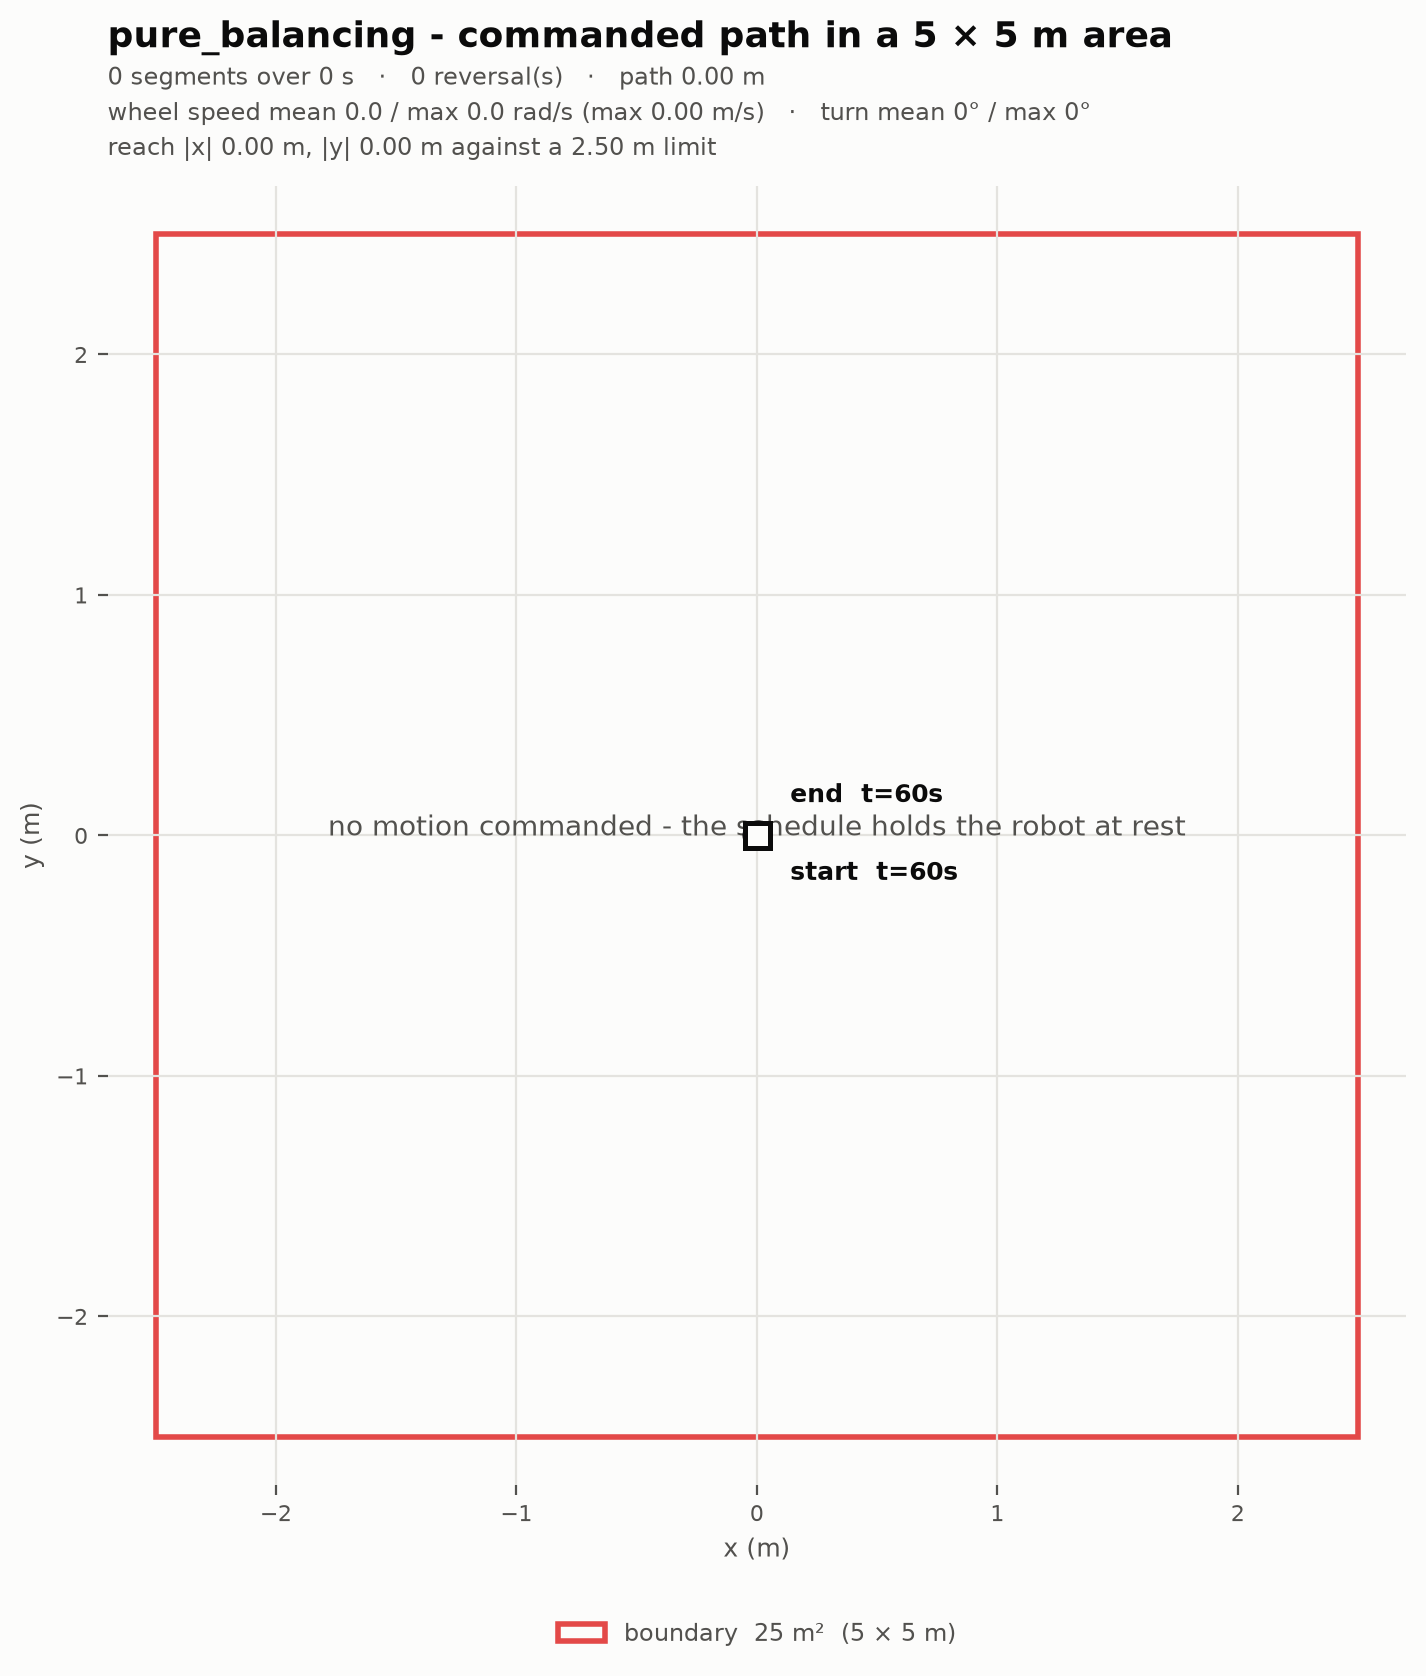 pure_balancing - commanded path in a 5 × 5 m area
0 segments over 0 s   ·   0 reversal(s)   ·   path 0.00 m
wheel speed mean 0.0 / max 0.0 rad/s (max 0.00 m/s)   ·   turn mean 0° / max 0°
reach |x| 0.00 m, |y| 0.00 m against a 2.50 m limit
2
1
end  t=60s
no motion commanded - the schedule holds the robot at rest
0
start  t=60s
y (m)
−1
−2
−2
−1
0
1
2
x (m)
boundary  25 m²  (5 × 5 m)